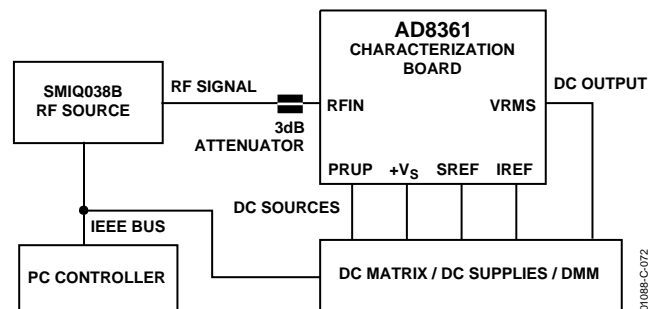 AD8361
CHARACTERIZATION
BOARD
SMIQ038B
RF SOURCE
RF SIGNAL
3dB
ATTENUATOR
RFIN
VRMS
DC OUTPUT
PRUP
+VS
SREF
IREF
DC SOURCES
IEEE BUS
PC CONTROLLER
DC MATRIX / DC SUPPLIES / DMM
01088-C-072